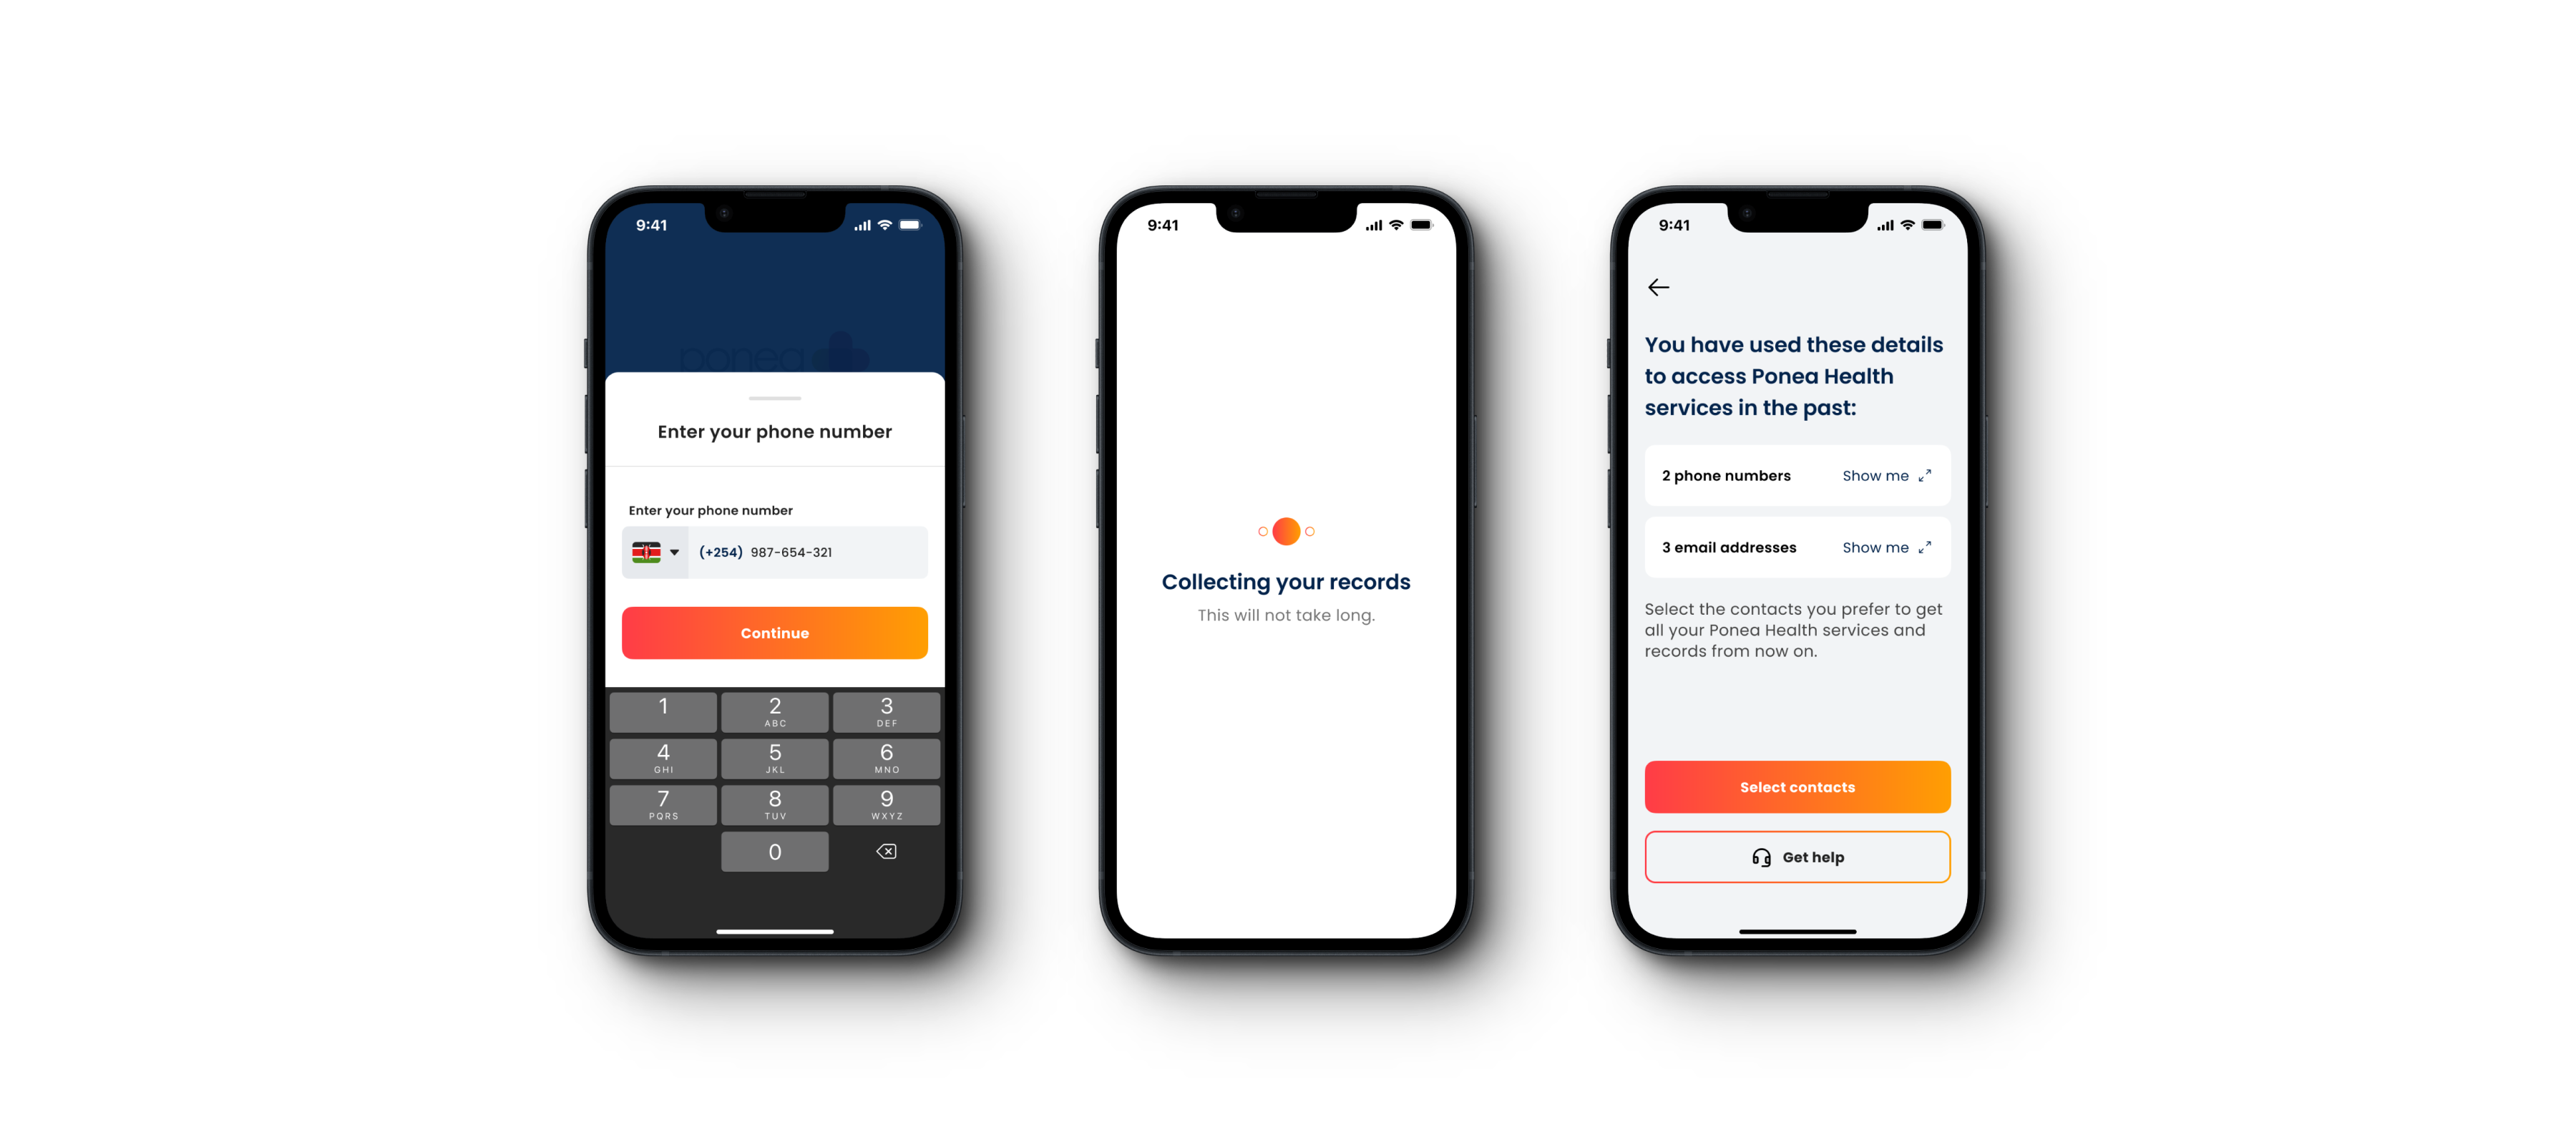 9:41
ponea
Enter your phone number
Enter your phone number
(+254) 987-654-321
Continue
1
2
ABC
3
DEF
4
GHI
5
JKL
6
MNO
7
PQRS
8
TUV
9
WXYZ
0
9:41
Collecting your records
This will not take long.
9:41
You have used these details
to access Ponea Health
services in the past:
2 phone numbers Show me
3 email addresses Show me
Select the contacts you prefer to get
all your Ponea Health services and
records from now on.
Select contacts
Get help